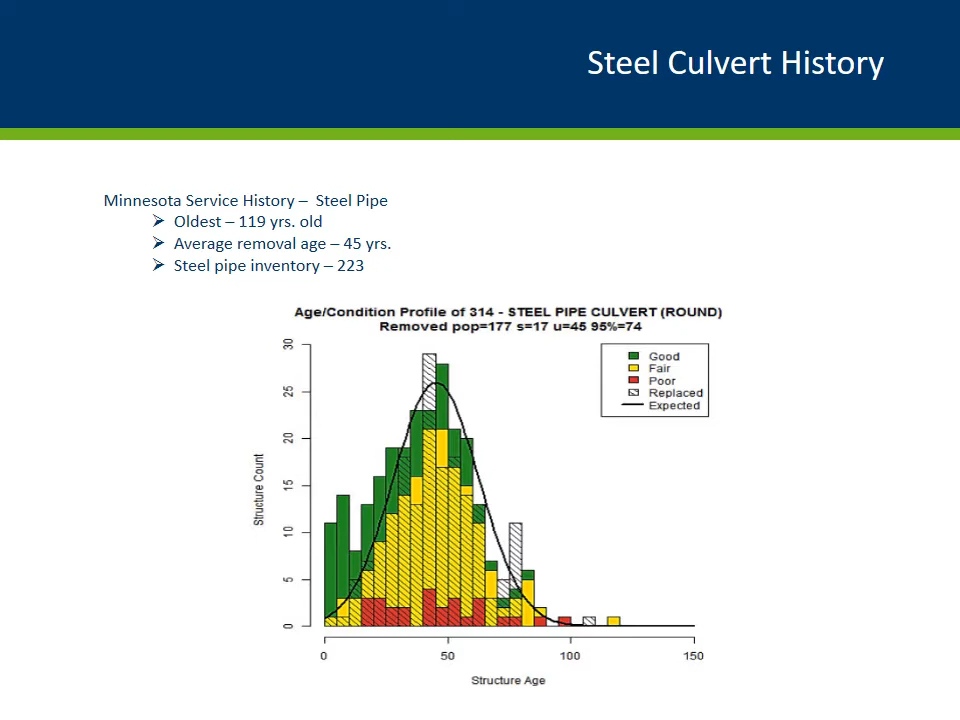 Steel Culvert History
Minnesota Service History – Steel Pipe
➢ Oldest – 119 yrs. old
➢ Average removal age – 45 yrs.
➢ Steel pipe inventory – 223
Age/Condition Profile of 314 - STEEL PIPE CULVERT (ROUND)
Removed pop=177 s=17 u=45 95%=74
Good
Fair
Poor
Replaced
Expected
Structure Count
30
25
20
15
10
5
0
0 50 100 150
Structure Age